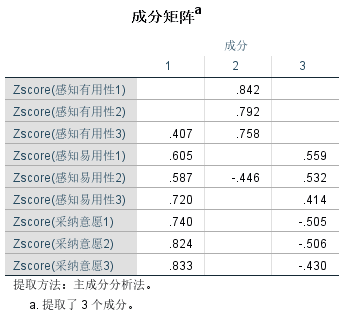 成分矩阵a
成分
1 2 3
Zscore(感知有用性1) .842
Zscore(感知有用性2) .792
Zscore(感知有用性3) .407 .758
Zscore(感知易用性1) .605 .559
Zscore(感知易用性2) .587 -.446 .532
Zscore(感知易用性3) .720 .414
Zscore(采纳意愿1) .740 -.505
Zscore(采纳意愿2) .824 -.506
Zscore(采纳意愿3) .833 -.430
提取方法：主成分分析法。
a. 提取了 3 个成分。